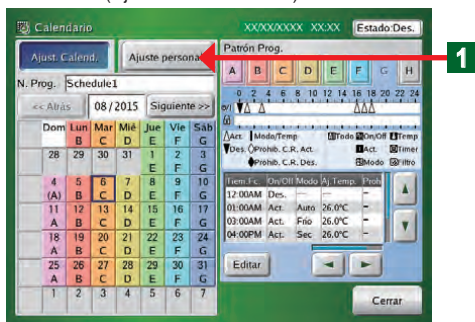 Calendario XX/XX/XXXX XX:XX Estado:Des.
Ajust. Calend. Ajuste persona
1
Patrón Prog.
A B C D E F G H
N. Prog. Schedule1
<< Atrás 08/2015 Siguiente >>
0 2 4 6 8 10 12 14 16 18 20 22 24
0/I
Dom Lun Mar Mié Jue Vie Sáb
B C D E F G
28 29 30 31 1 2 3
E F G
4 5 6 7 8 9 10
(A) B C D E F G
11 12 13 14 15 16 17
A B C D E F G
18 19 20 21 22 23 24
A B C D E F G
25 26 27 28 29 30 31
A B C D E F G
1 2 3 4 5 6 7
Act. Modo/Temp Todo On/Off Temp
Des. Prohib. C.R. Act. Act. Timer
Prohib. C.R. Des. Modo Filtro
Tiem.Fc. On/Off Modo Aj.Temp. Proh
12:00AM Des. — — –
01:00AM Act. Auto 26.0°C –
03:00AM Act. Frío 26.0°C –
04:00PM Act. Sec 26.0°C –
Editar
Cerrar